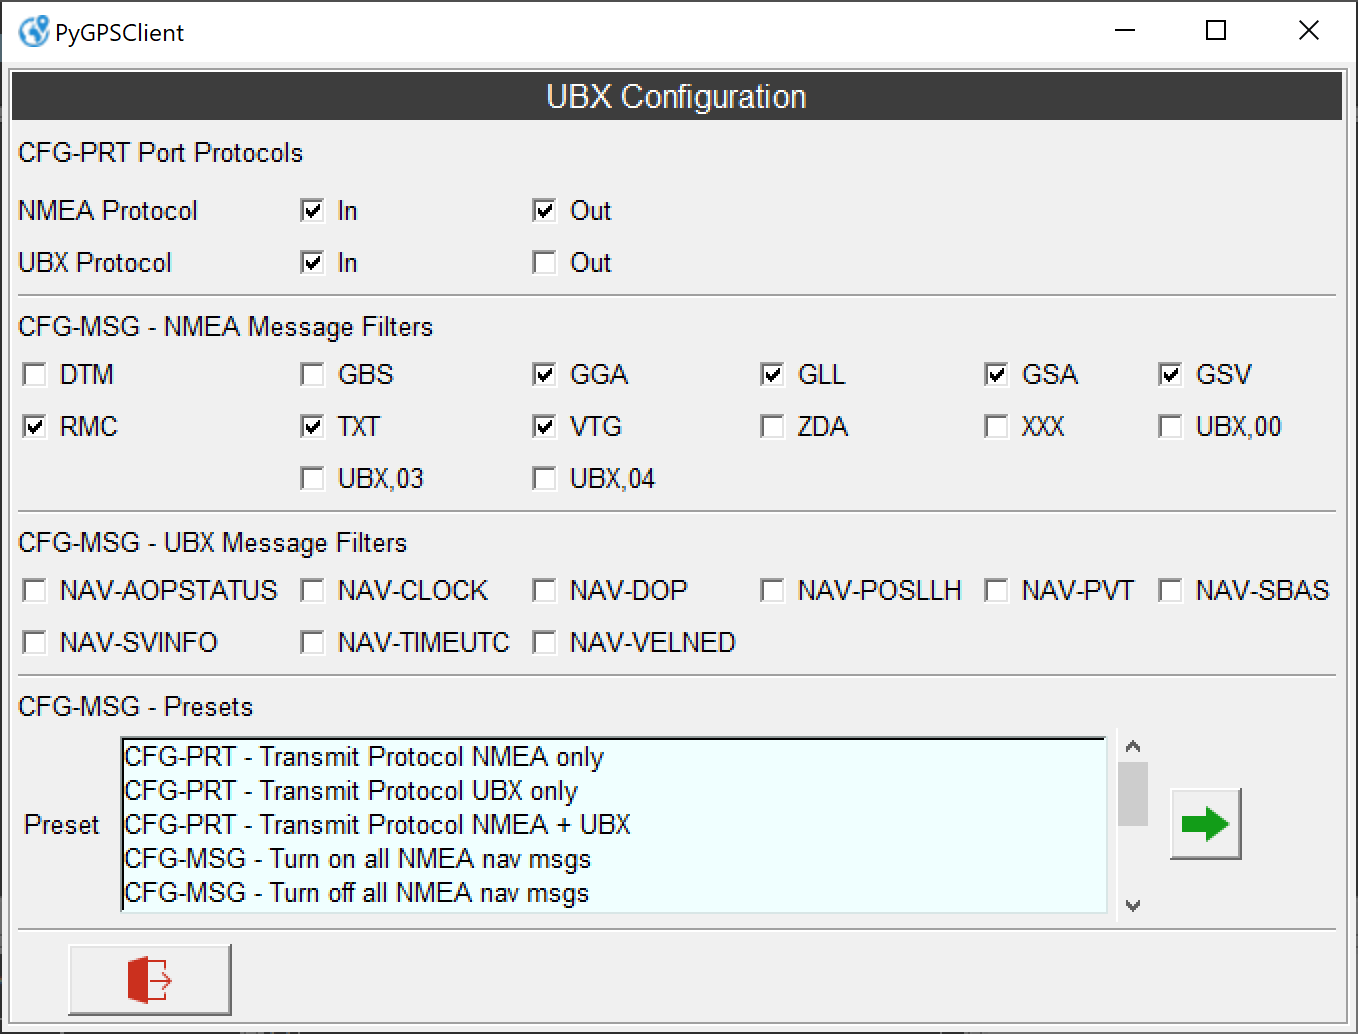 PyGPSClient
UBX Configuration
CFG-PRT Port Protocols
NMEA Protocol In Out
UBX Protocol In Out
CFG-MSG - NMEA Message Filters
DTM GBS GGA GLL GSA GSV
RMC TXT VTG ZDA XXX UBX,00
UBX,03 UBX,04
CFG-MSG - UBX Message Filters
NAV-AOPSTATUS NAV-CLOCK NAV-DOP NAV-POSLLH NAV-PVT NAV-SBAS
NAV-SVINFO NAV-TIMEUTC NAV-VELNED
CFG-MSG - Presets
Preset
CFG-PRT - Transmit Protocol NMEA only
CFG-PRT - Transmit Protocol UBX only
CFG-PRT - Transmit Protocol NMEA + UBX
CFG-MSG - Turn on all NMEA nav msgs
CFG-MSG - Turn off all NMEA nav msgs